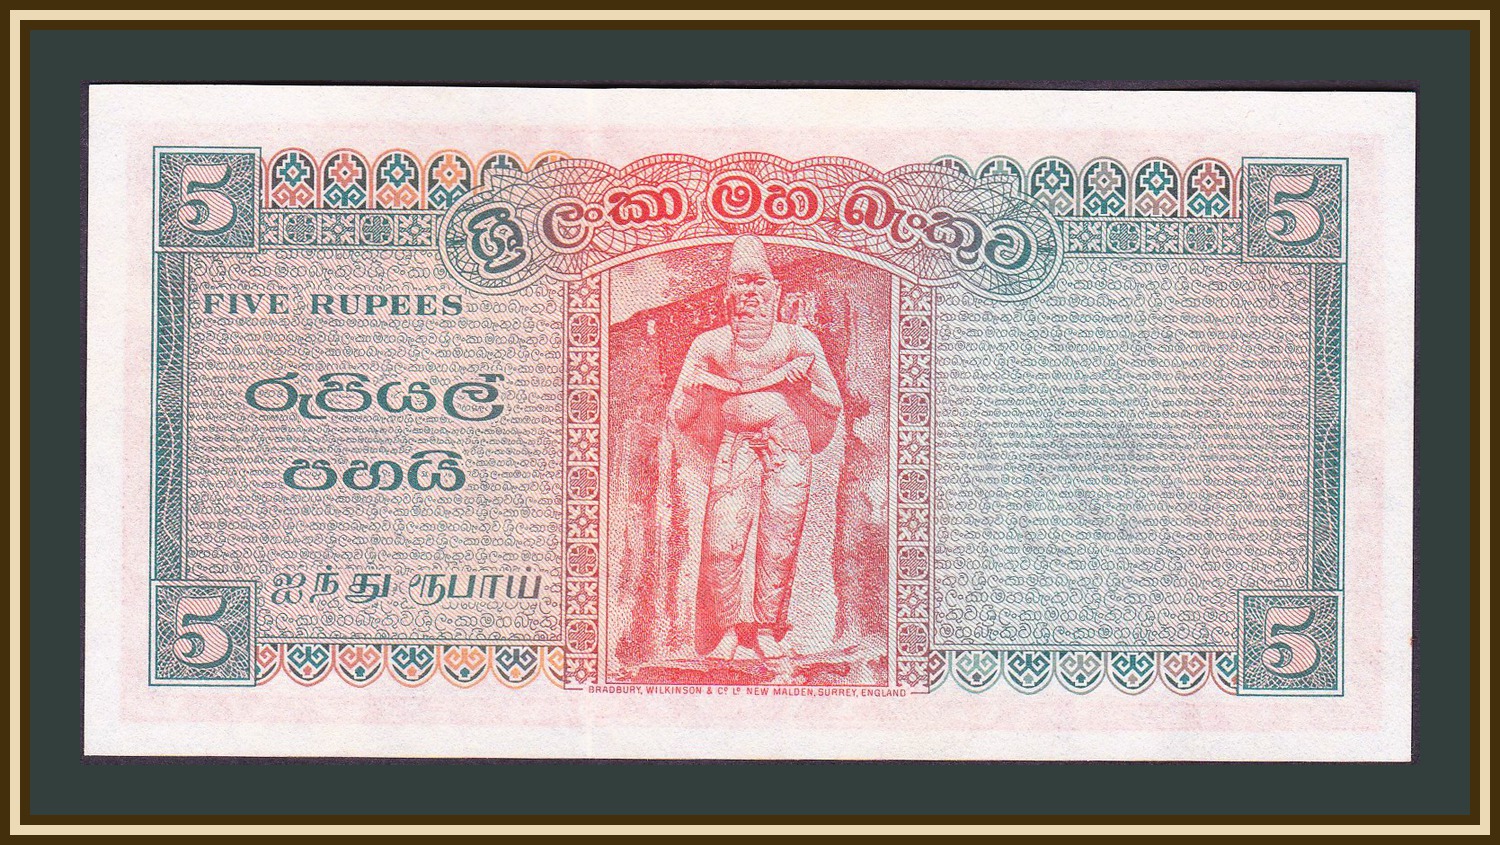 ශ්‍රී ලංකා මහ බැංකුව
5
5
FIVE RUPEES
රුපියල්
පහයි
ஐந்து ரூபாய்
5
5
BRADBURY, WILKINSON & Cº Lº NEW MALDEN, SURREY, ENGLAND